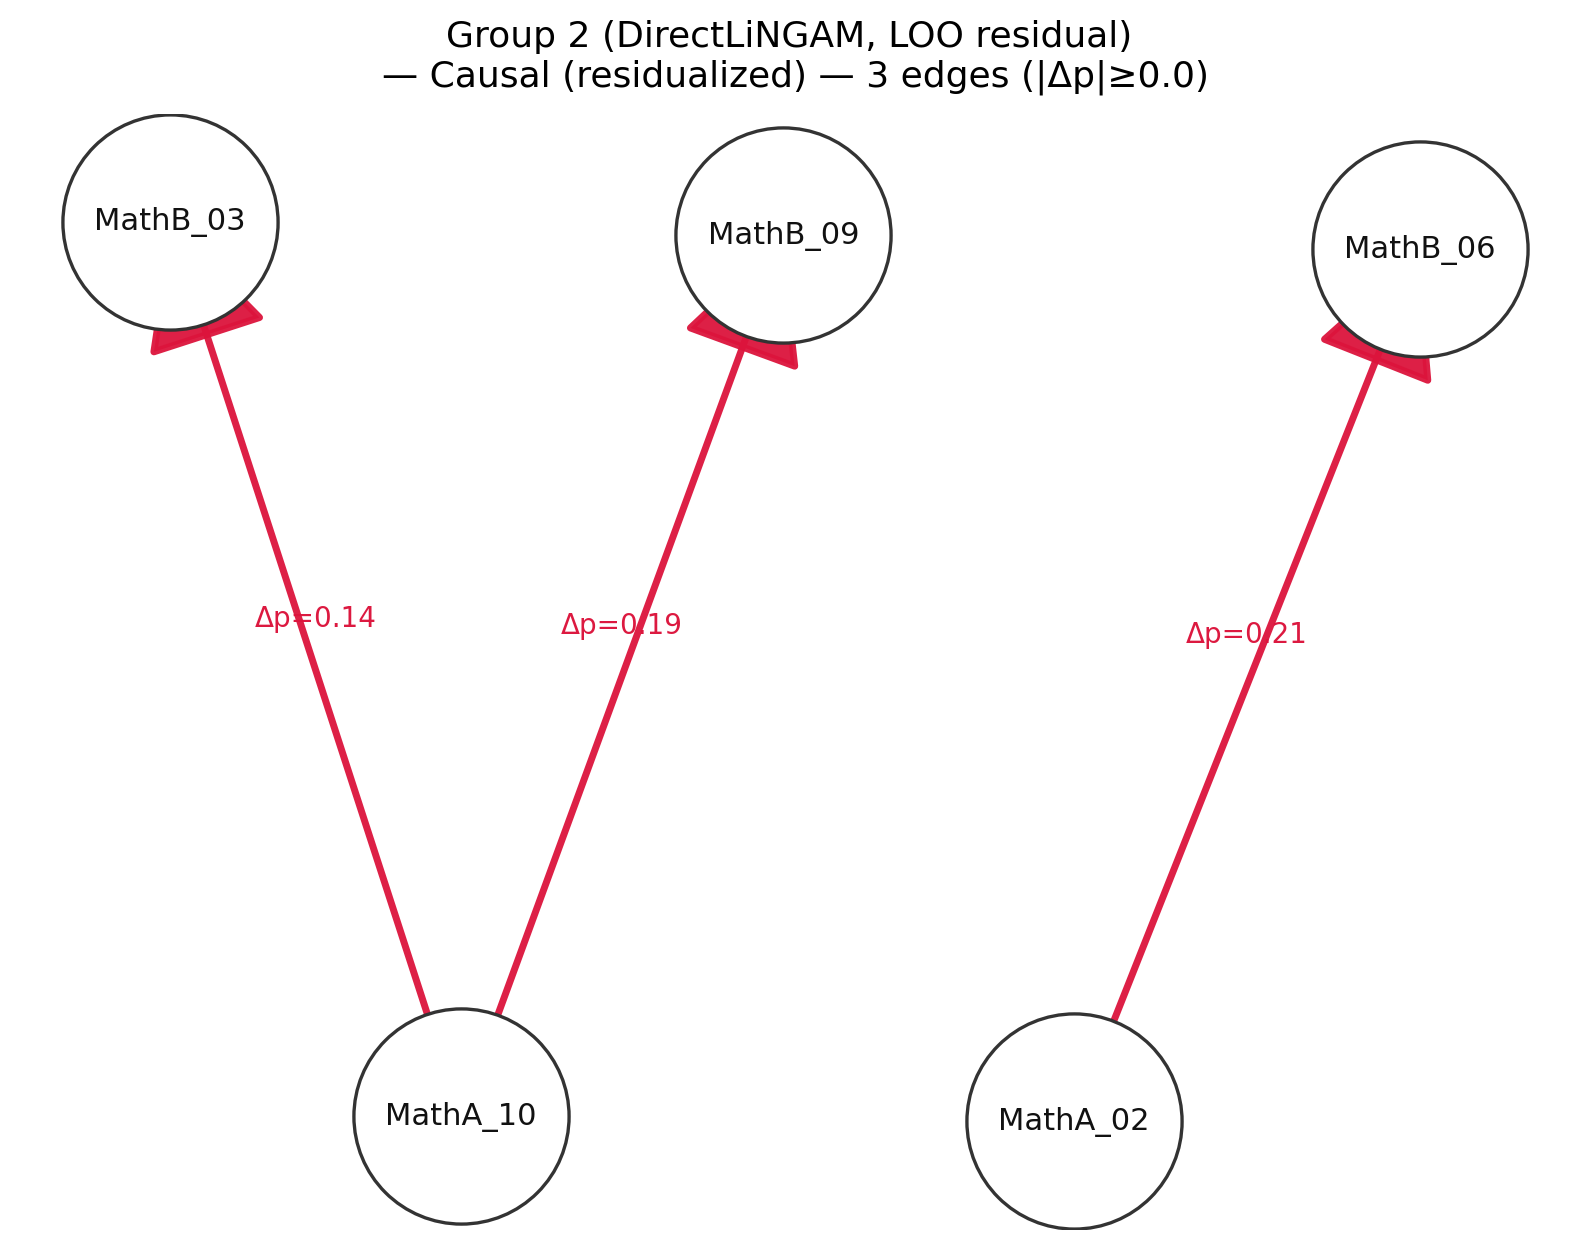 Group 2 (DirectLiNGAM, LOO residual)
— Causal (residualized) — 3 edges (|Δp|≥0.0)
MathB_03
MathB_09
MathB_06
Δp=0.14
Δp=0.19
Δp=0.21
MathA_10
MathA_02